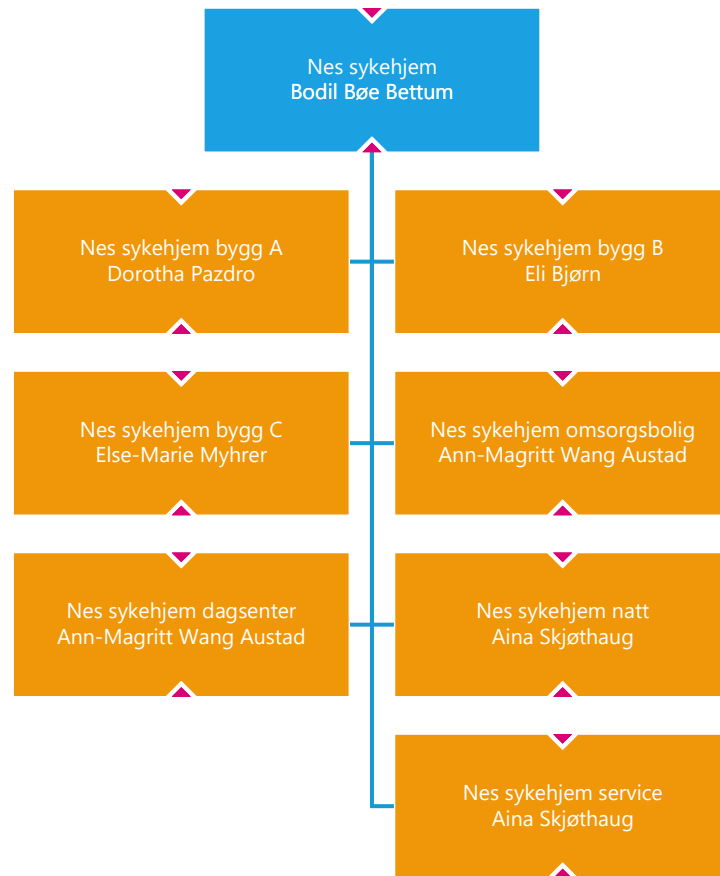 Nes sykehjem
Bodil Bøe Bettum
Nes sykehjem bygg A
Dorotha Pazdro
Nes sykehjem bygg B
Eli Bjørn
Nes sykehjem bygg C
Else-Marie Myhrer
Nes sykehjem omsorgsbolig
Ann-Magritt Wang Austad
Nes sykehjem dagsenter
Ann-Magritt Wang Austad
Nes sykehjem natt
Aina Skjøthaug
Nes sykehjem service
Aina Skjøthaug